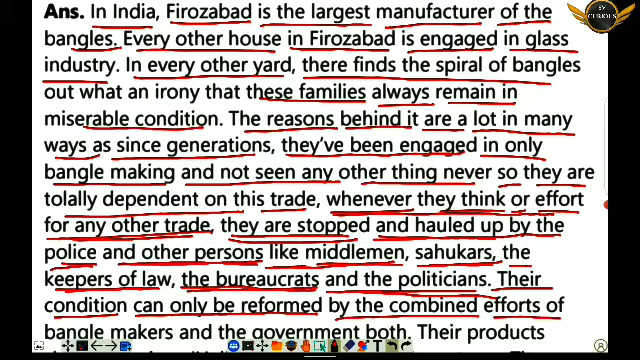 Ans. In India, Firozabad is the largest manufacturer of the
bangles. Every other house in Firozabad is engaged in glass
industry. In every other yard, there finds the spiral of bangles
out what an irony that these families always remain in
miserable condition. The reasons behind it are a lot in many
ways as since generations, they've been engaged in only
bangle making and not seen any other thing never so they are
tolally dependent on this trade, whenever they think or effort
for any other trade, they are stopped and hauled up by the
police and other persons like middlemen, sahukars, the
keepers of law, the bureaucrats and the politicians. Their
condition can only be reformed by the combined efforts of
bangle makers and the government both. Their products